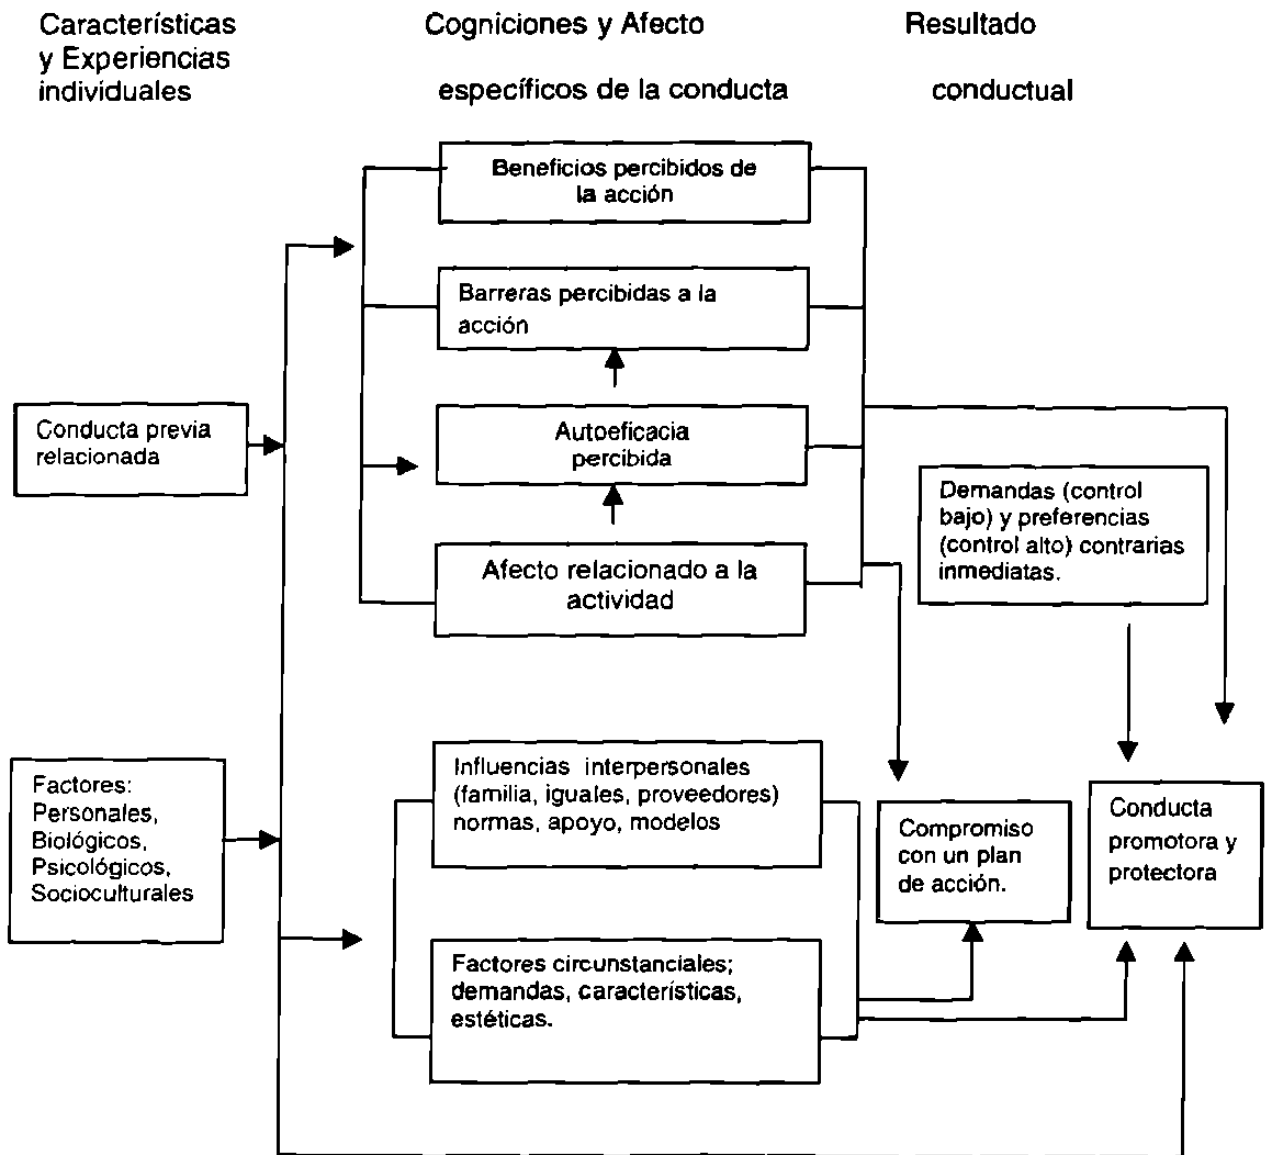 Características
y Experiencias
individuales
Cogniciones y Afecto
específicos de la conducta
Resultado
conductual
Beneficios percibidos de
la acción
Barreras percibidas a la
acción
Autoeficacia
percibida
Afecto relacionado a la
actividad
Conducta previa
relacionada
Demandas (control
bajo) y preferencias
(control alto) contrarias
inmediatas.
Factores:
Personales,
Biológicos,
Psicológicos,
Socioculturales
Influencias interpersonales
(familia, iguales, proveedores)
normas, apoyo, modelos
Factores circunstanciales;
demandas, características,
estéticas.
Compromiso
con un plan
de acción.
Conducta
promotora y
protectora